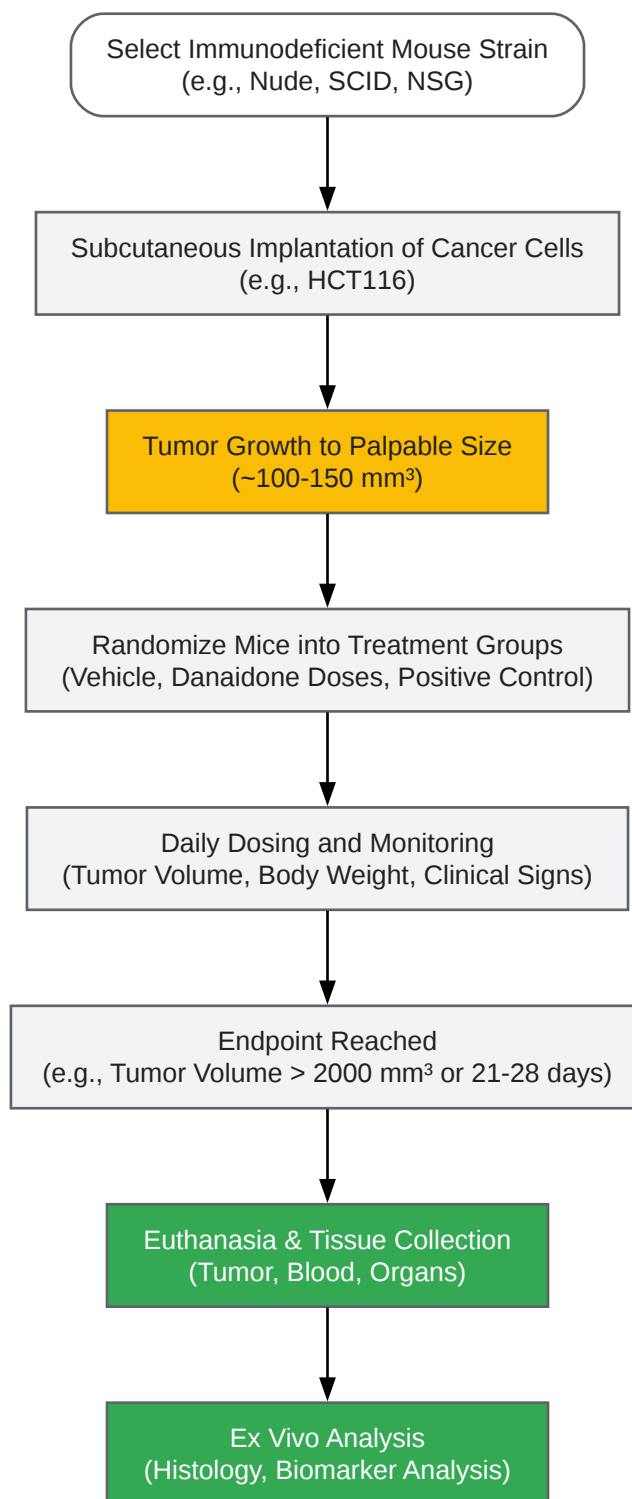 Select Immunodeficient Mouse Strain
(e.g., Nude, SCID, NSG)
Subcutaneous Implantation of Cancer Cells
(e.g., HCT116)
Tumor Growth to Palpable Size
(~100-150 mm³)
Randomize Mice into Treatment Groups
(Vehicle, Danaidone Doses, Positive Control)
Daily Dosing and Monitoring
(Tumor Volume, Body Weight, Clinical Signs)
Endpoint Reached
(e.g., Tumor Volume > 2000 mm³ or 21-28 days)
Euthanasia & Tissue Collection
(Tumor, Blood, Organs)
Ex Vivo Analysis
(Histology, Biomarker Analysis)